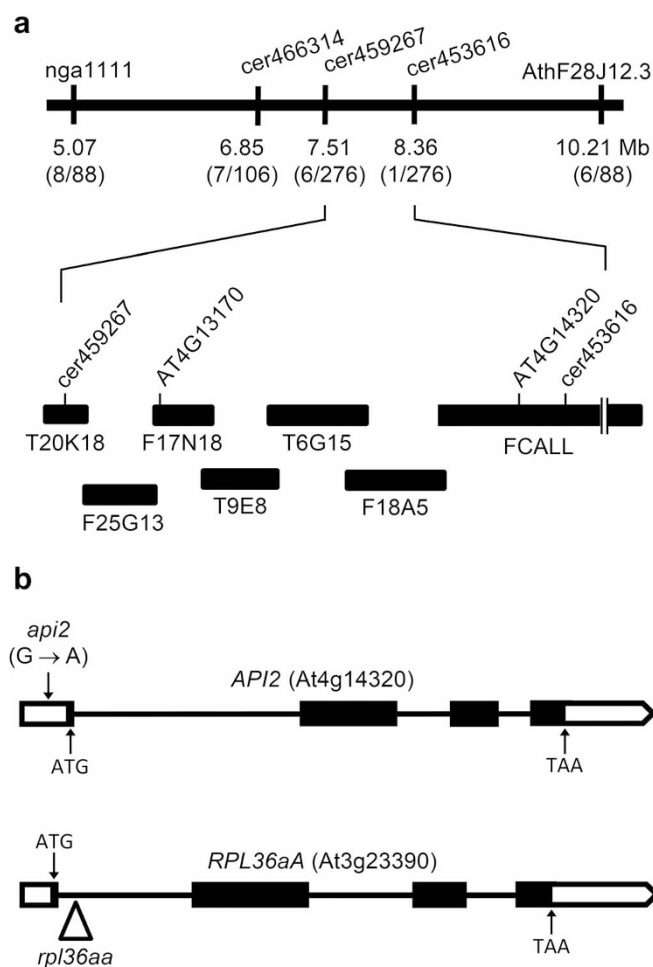 a
nga1111
cer466314
cer459267
cer453616
AthF28J12.3
5.07
6.85
7.51
8.36
10.21 Mb
(8/88)
(7/106)
(6/276)
(1/276)
(6/88)
cer459267
AT4G13170
AT4G14320
cer453616
T20K18
F17N18
T6G15
FCALL
F25G13
T9E8
F18A5
b
api2
(G → A)
API2 (At4g14320)
ATG
TAA
ATG
RPL36aA (At3g23390)
rpl36aa
TAA